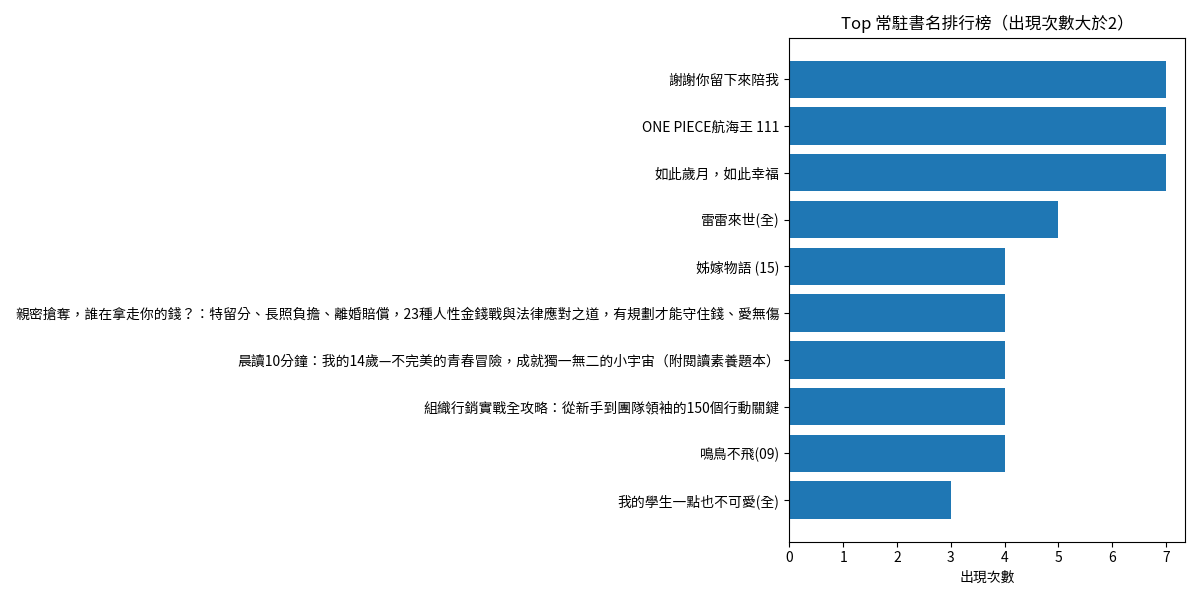 Top 常駐書名排行榜（出現次數大於2）
謝謝你留下來陪我
ONE PIECE航海王 111
如此歲月，如此幸福
雷雷來世(全)
姊嫁物語 (15)
親密搶奪，誰在拿走你的錢？：特留分、長照負擔、離婚賠償，23種人性金錢戰與法律應對之道，有規劃才能守住錢、愛無傷
晨讀10分鐘：我的14歲—不完美的青春冒險，成就獨一無二的小宇宙（附閱讀素養題本）
組織行銷實戰全攻略：從新手到團隊領袖的150個行動關鍵
鳴鳥不飛(09)
我的學生一點也不可愛(全)
0 1 2 3 4 5 6 7
出現次數